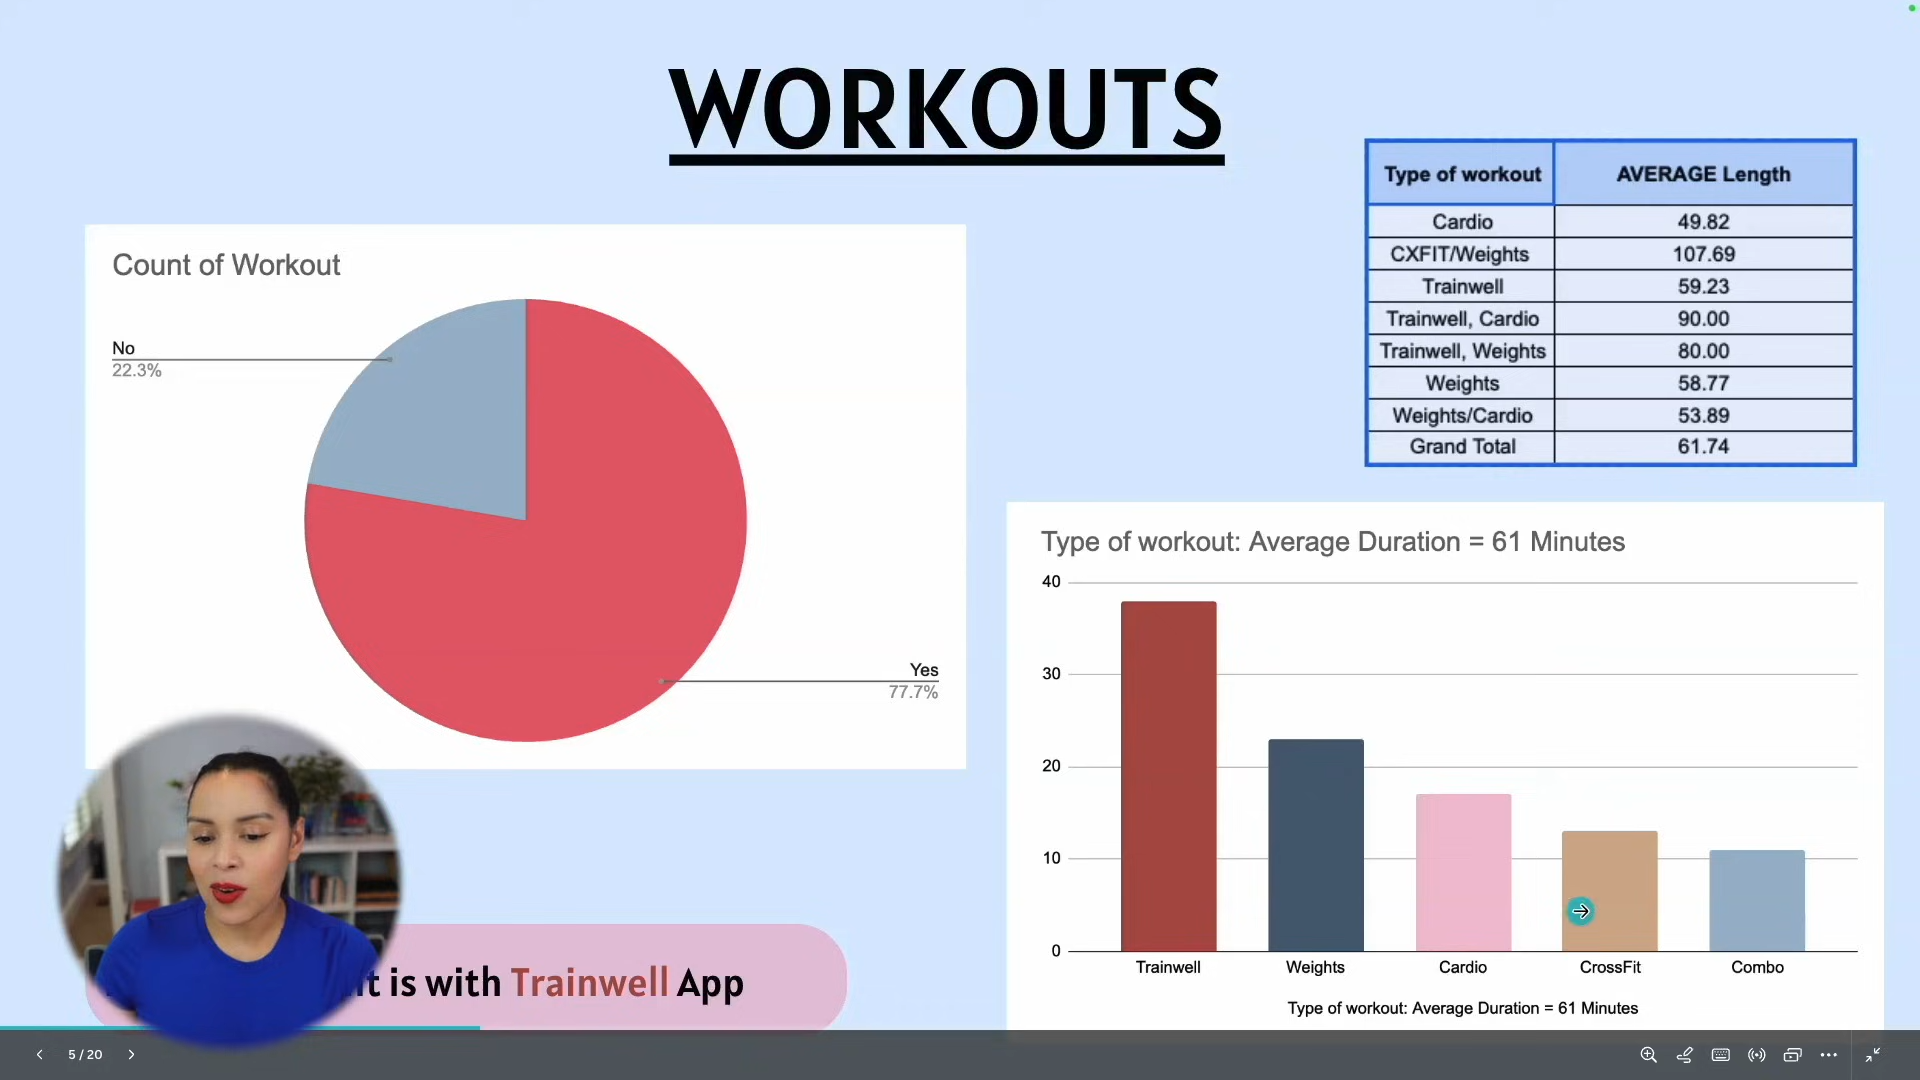 WORKOUTS
Type of workout AVERAGE Length
Cardio 49.82
CXFIT/Weights 107.69
Trainwell 59.23
Trainwell, Cardio 90.00
Trainwell, Weights 80.00
Weights 58.77
Weights/Cardio 53.89
Grand Total 61.74
Count of Workout
No
22.3%
Yes
77.7%
Type of workout: Average Duration = 61 Minutes
40
30
20
10
0
Trainwell Weights Cardio CrossFit Combo
Type of workout: Average Duration = 61 Minutes
is with Trainwell App
5 / 20